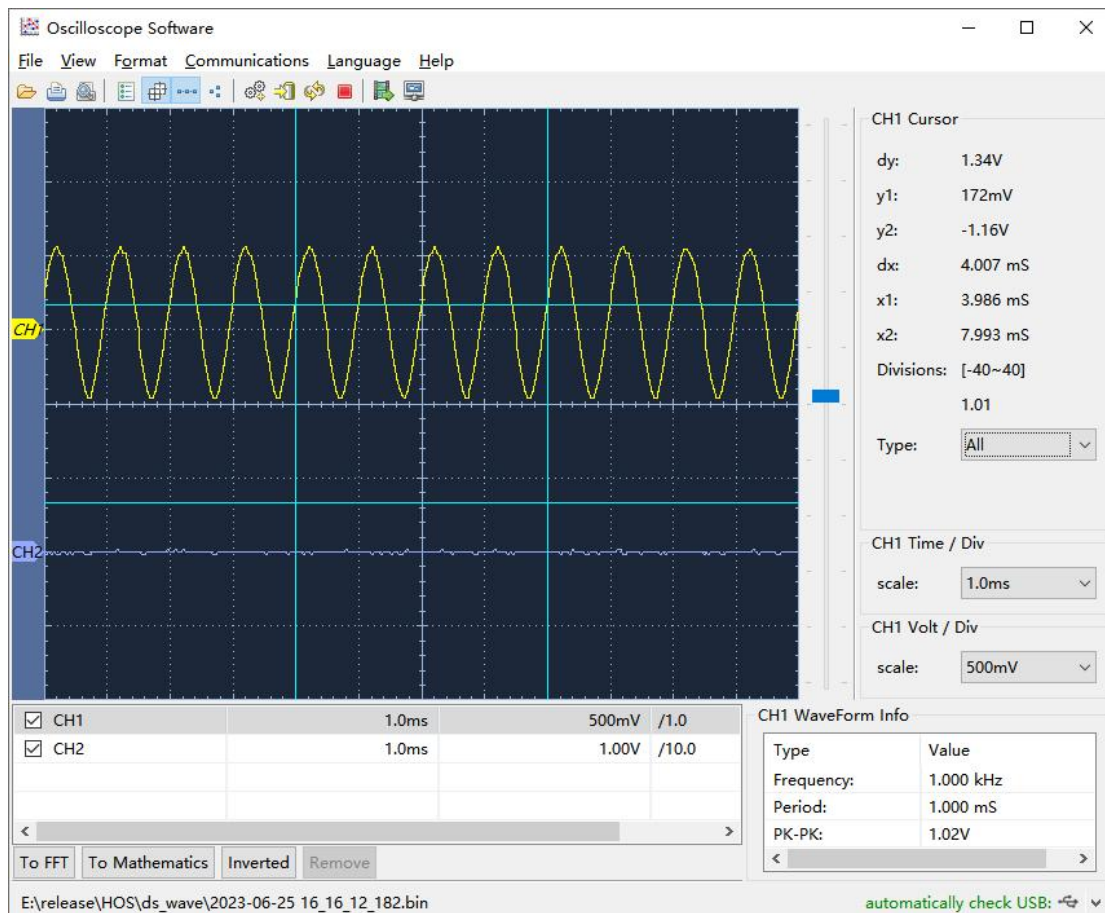 Oscilloscope Software
File View Format Communications Language Help
CH1 Cursor
dy: 1.34V
y1: 172mV
y2: -1.16V
dx: 4.007 mS
x1: 3.986 mS
x2: 7.993 mS
Divisions: [-40~40]
1.01
Type: All
CH
CH2
CH1 Time / Div
scale: 1.0ms
CH1 Volt / Div
scale: 500mV
CH1 1.0ms 500mV /1.0
CH2 1.0ms 1.00V /10.0
To FFT To Mathematics Inverted Remove
CH1 WaveForm Info
Type Value
Frequency: 1.000 kHz
Period: 1.000 mS
PK-PK: 1.02V
E:\release\HOS\ds_wave\2023-06-25 16_16_12_182.bin
automatically check USB: